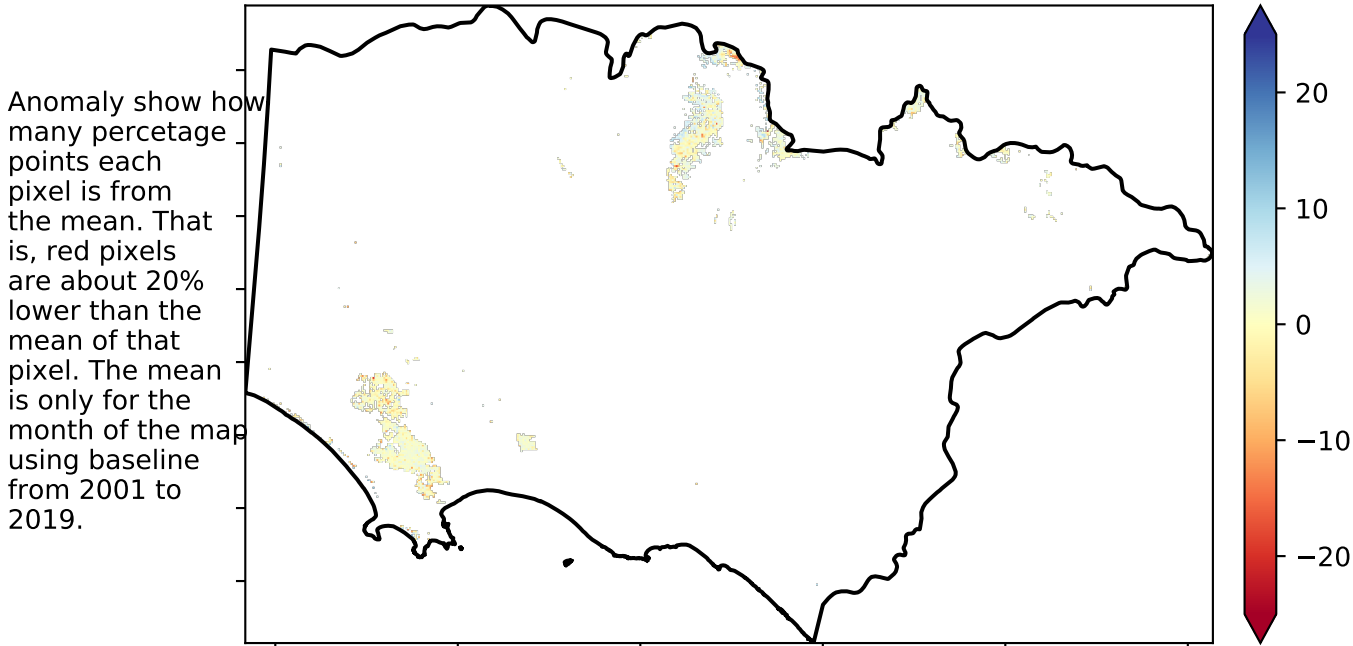 Anomaly show how
many percetage
points each
pixel is from
the mean. That
is, red pixels
are about 20%
lower than the
mean of that
pixel. The mean
is only for the
month of the map
using baseline
from 2001 to
2019.
20
10
0
−10
−20